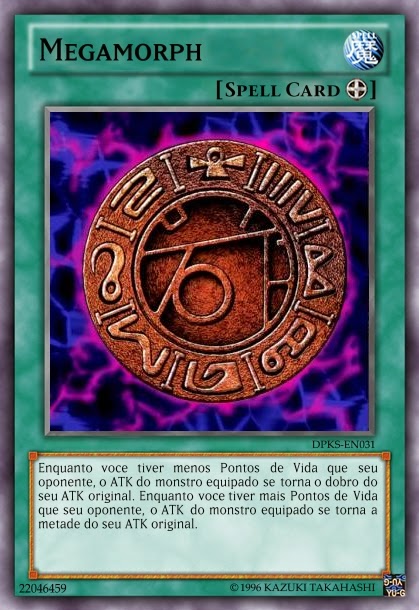 MEGAMORPH
魔
[SPELL CARD ]
DPKS-EN031
Enquanto voce tiver menos Pontos de Vida que seu
oponente, o ATK do monstro equipado se torna o dobro do
seu ATK original. Enquanto voce tiver mais Pontos de Vida
que seu oponente, o ATK do monstro equipado se torna a
metade do seu ATK original.
22046459
©1996 KAZUKI TAKAHASHI